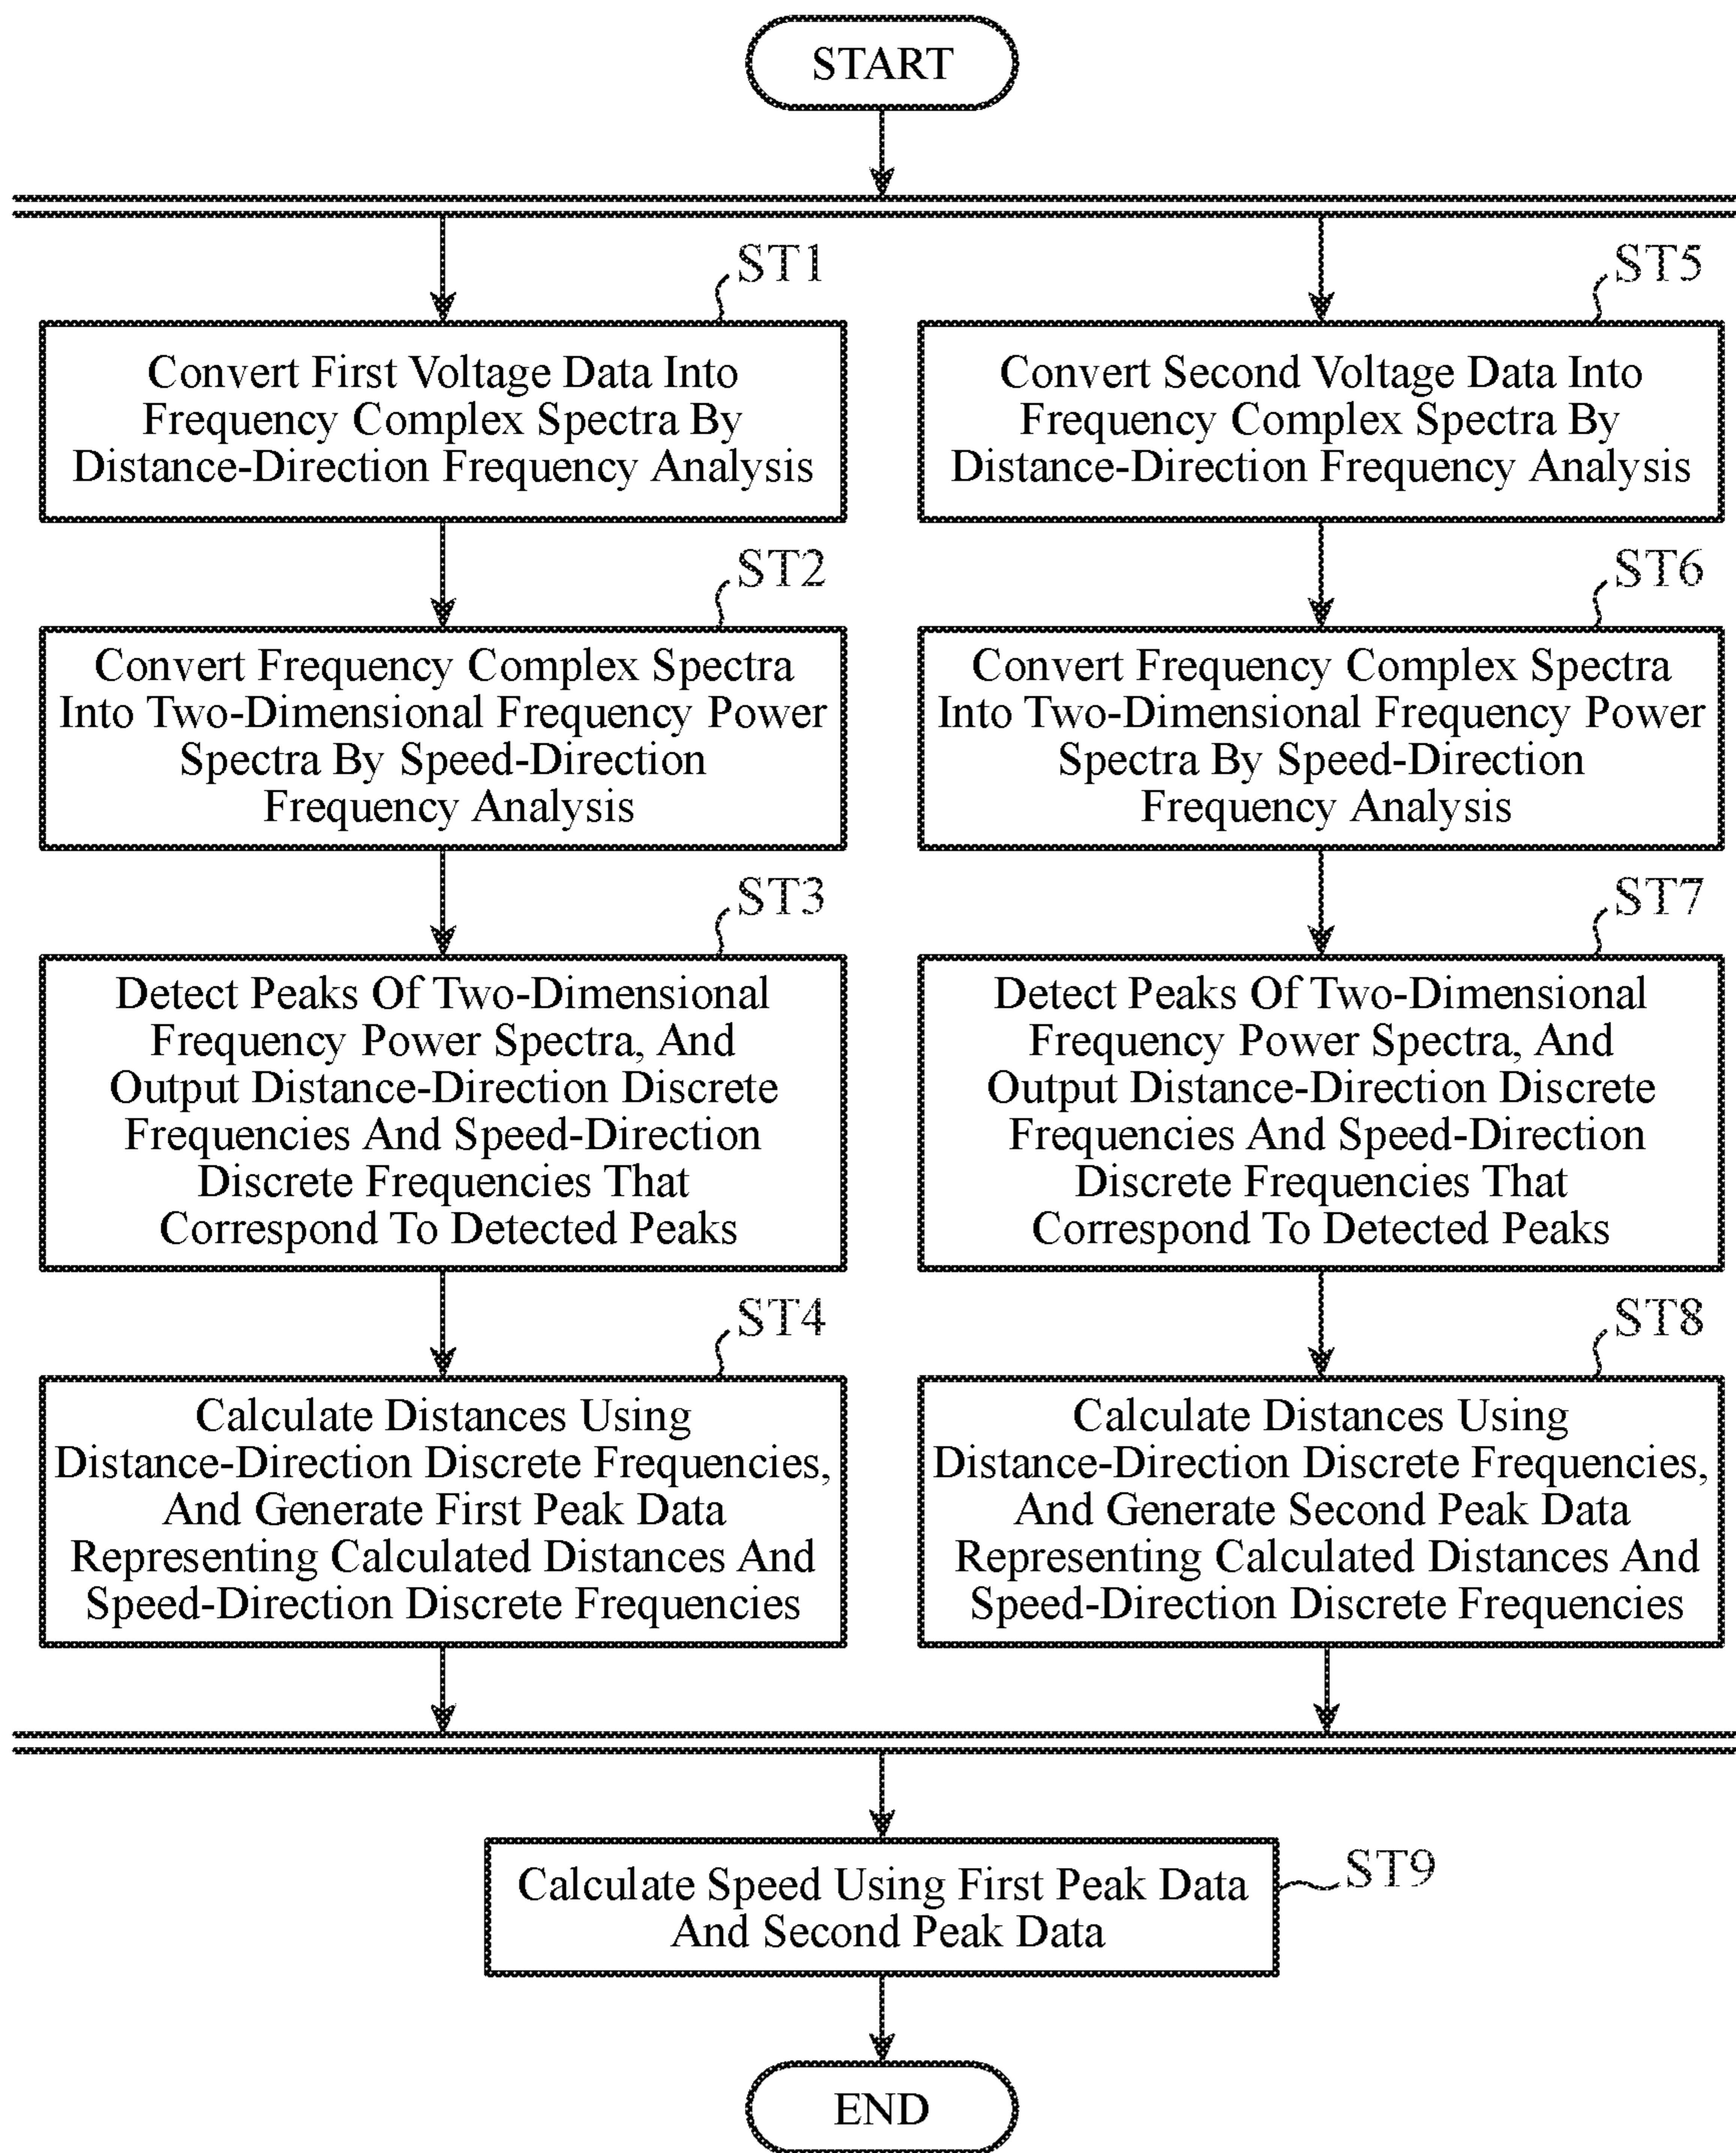 START
ST1
Convert First Voltage Data Into
Frequency Complex Spectra By
Distance-Direction Frequency Analysis
ST2
Convert Frequency Complex Spectra
Into Two-Dimensional Frequency Power
Spectra By Speed-Direction
Frequency Analysis
ST3
Detect Peaks Of Two-Dimensional
Frequency Power Spectra, And
Output Distance-Direction Discrete
Frequencies And Speed-Direction
Discrete Frequencies That
Correspond To Detected Peaks
ST4
Calculate Distances Using
Distance-Direction Discrete Frequencies,
And Generate First Peak Data
Representing Calculated Distances And
Speed-Direction Discrete Frequencies
ST5
Convert Second Voltage Data Into
Frequency Complex Spectra By
Distance-Direction Frequency Analysis
ST6
Convert Frequency Complex Spectra
Into Two-Dimensional Frequency Power
Spectra By Speed-Direction
Frequency Analysis
ST7
Detect Peaks Of Two-Dimensional
Frequency Power Spectra, And
Output Distance-Direction Discrete
Frequencies And Speed-Direction
Discrete Frequencies That
Correspond To Detected Peaks
ST8
Calculate Distances Using
Distance-Direction Discrete Frequencies,
And Generate Second Peak Data
Representing Calculated Distances And
Speed-Direction Discrete Frequencies
Calculate Speed Using First Peak Data
And Second Peak Data
ST9
END